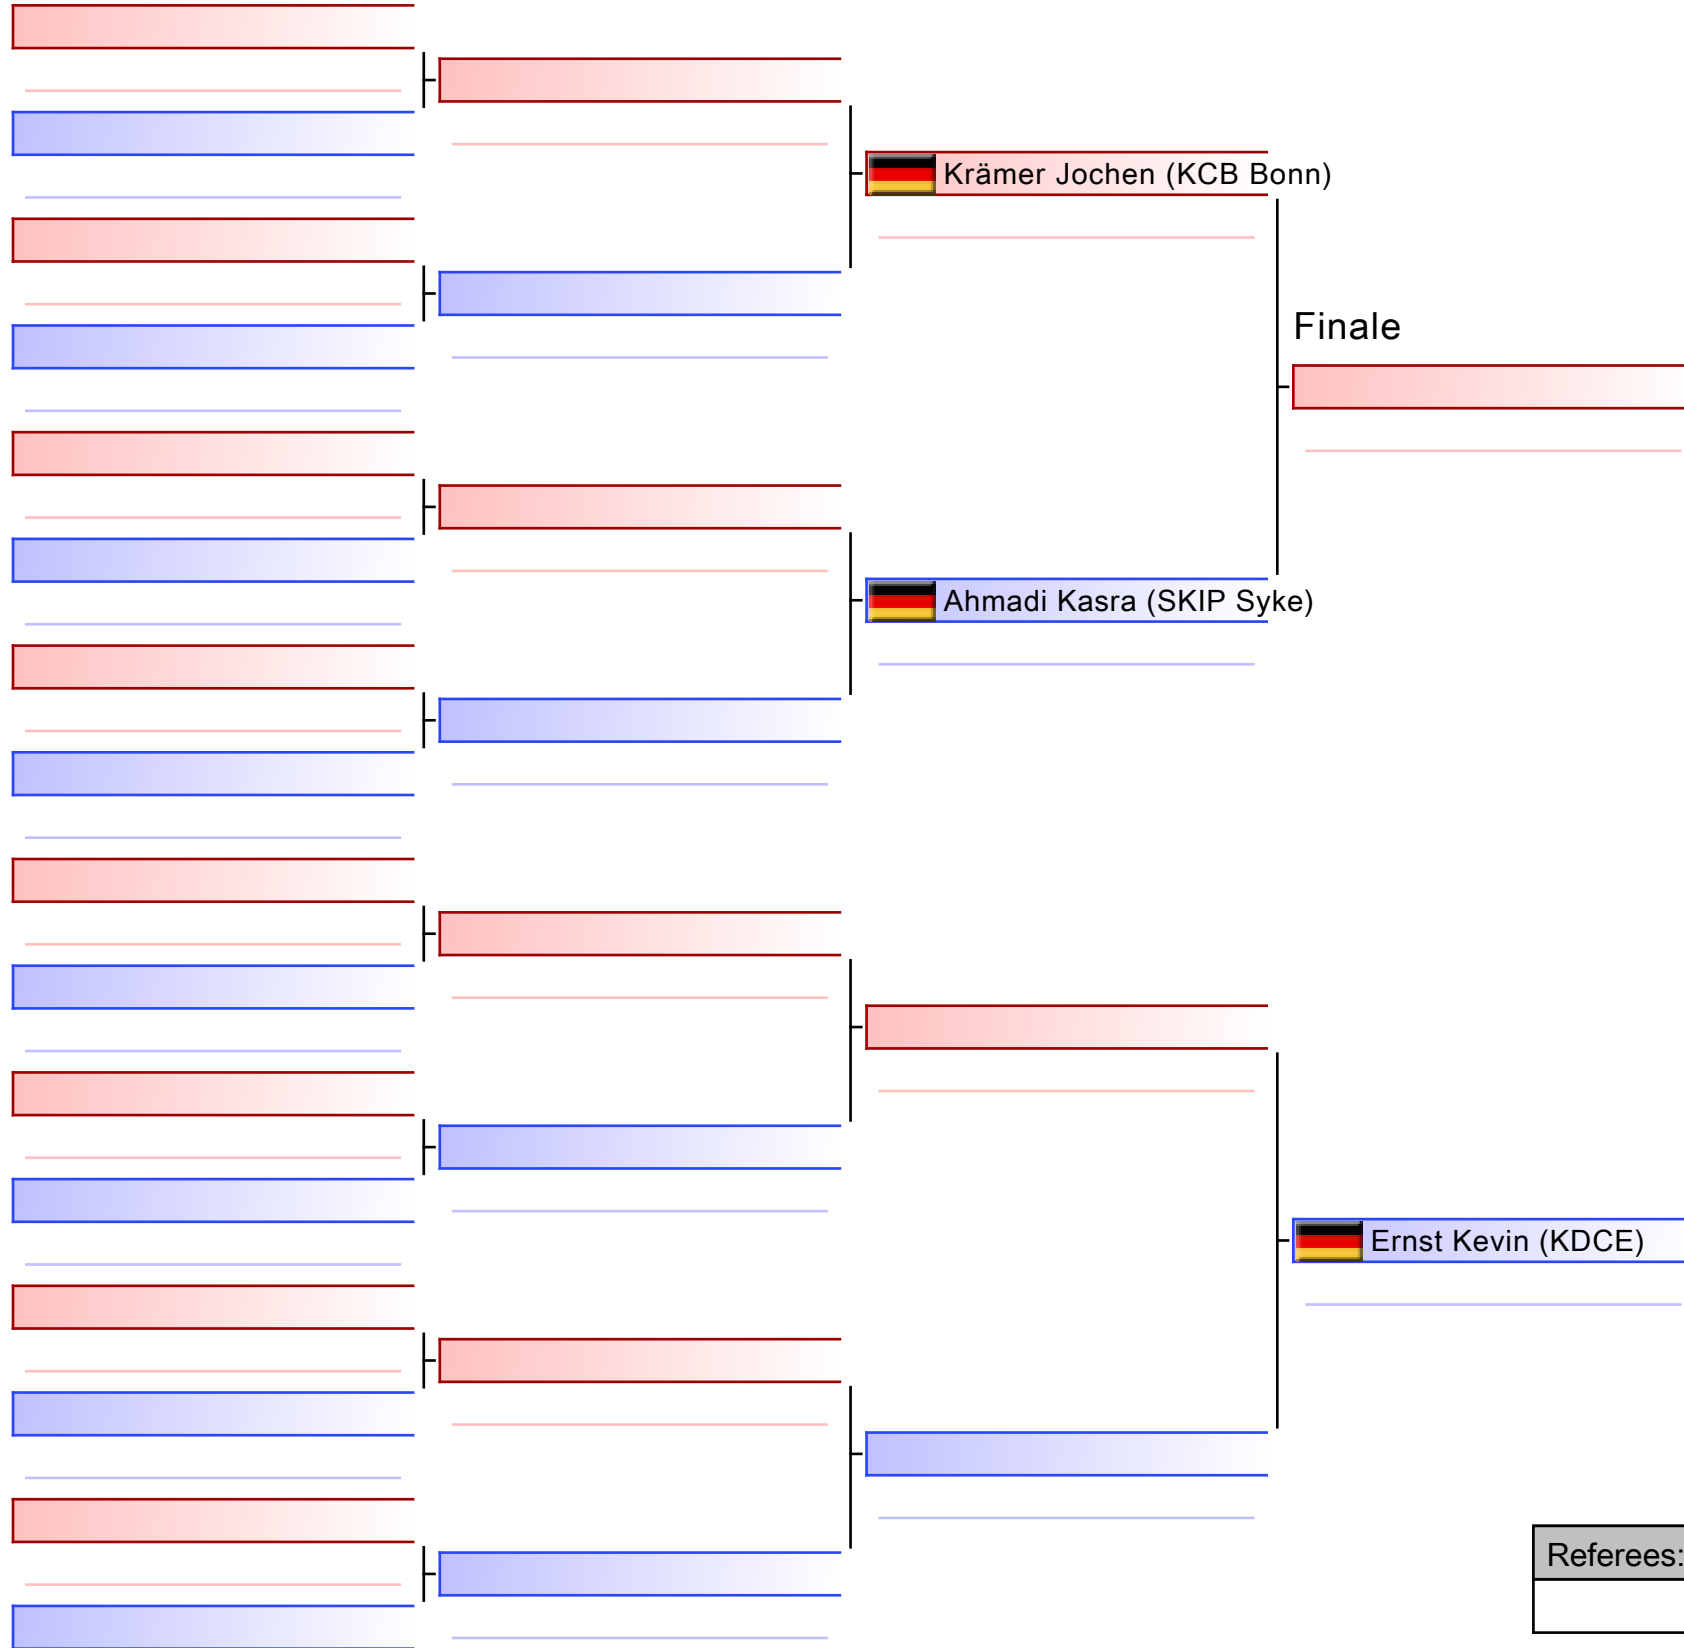 Krämer Jochen (KCB Bonn)
Finale
Ahmadi Kasra (SKIP Syke)
Ernst Kevin (KDCE)
Referees: